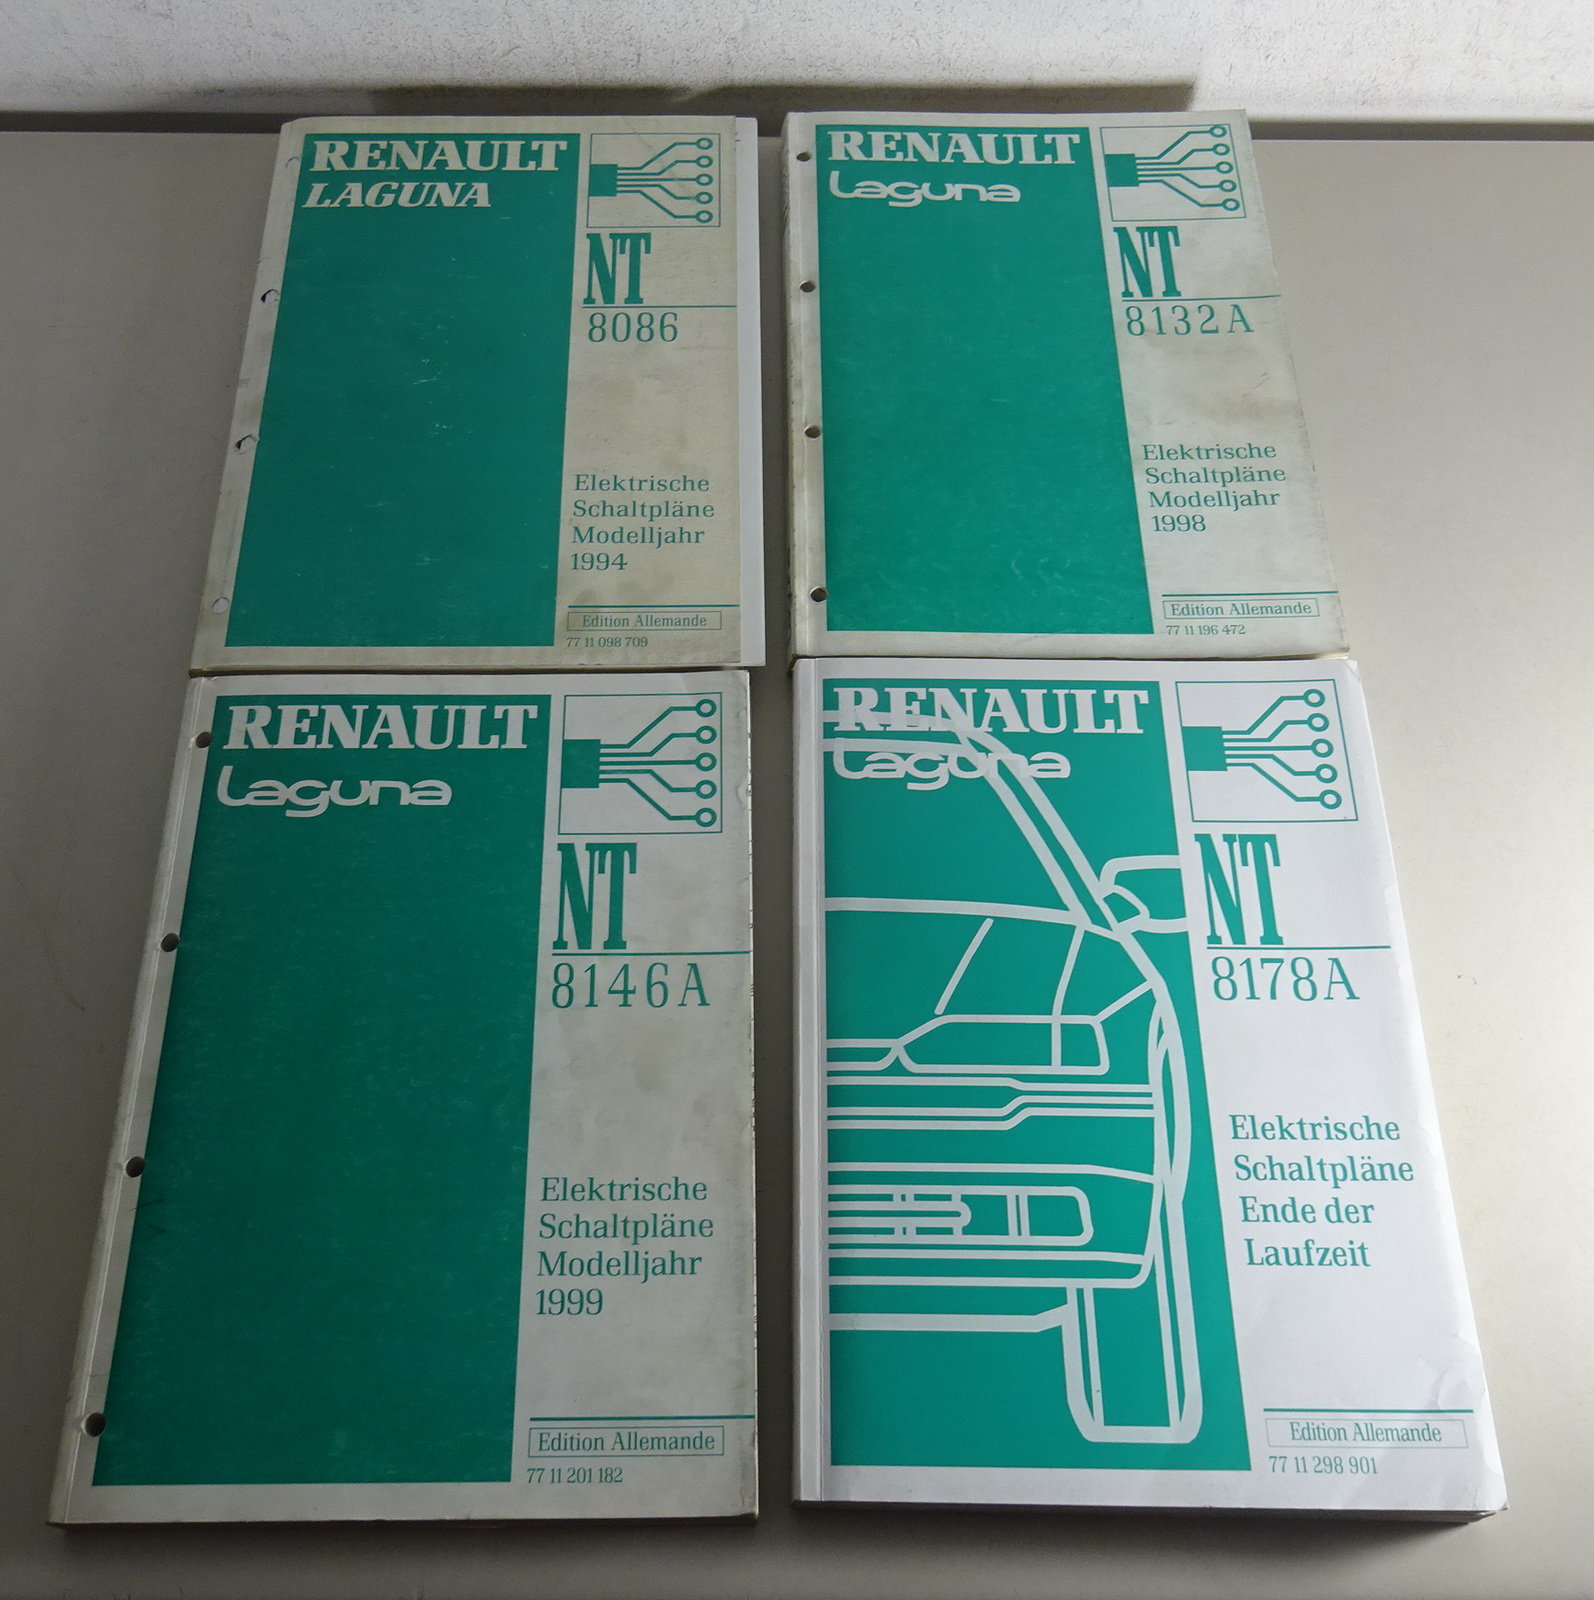 RENAULT
LAGUNA
NT
8086
Elektrische
Schaltpläne
Modelljahr
1994
Edition Allemande
77 11 098 709
RENAULT
Laguna
NT
8132 A
Elektrische
Schaltpläne
Modelljahr
1998
Edition Allemande
77 11 196 472
RENAULT
Laguna
NT
8146 A
Elektrische
Schaltpläne
Modelljahr
1999
Edition Allemande
77 11 201 182
RENAULT
Laguna
NT
8178 A
Elektrische
Schaltpläne
Ende der
Laufzeit
Edition Allemande
77 11 298 901